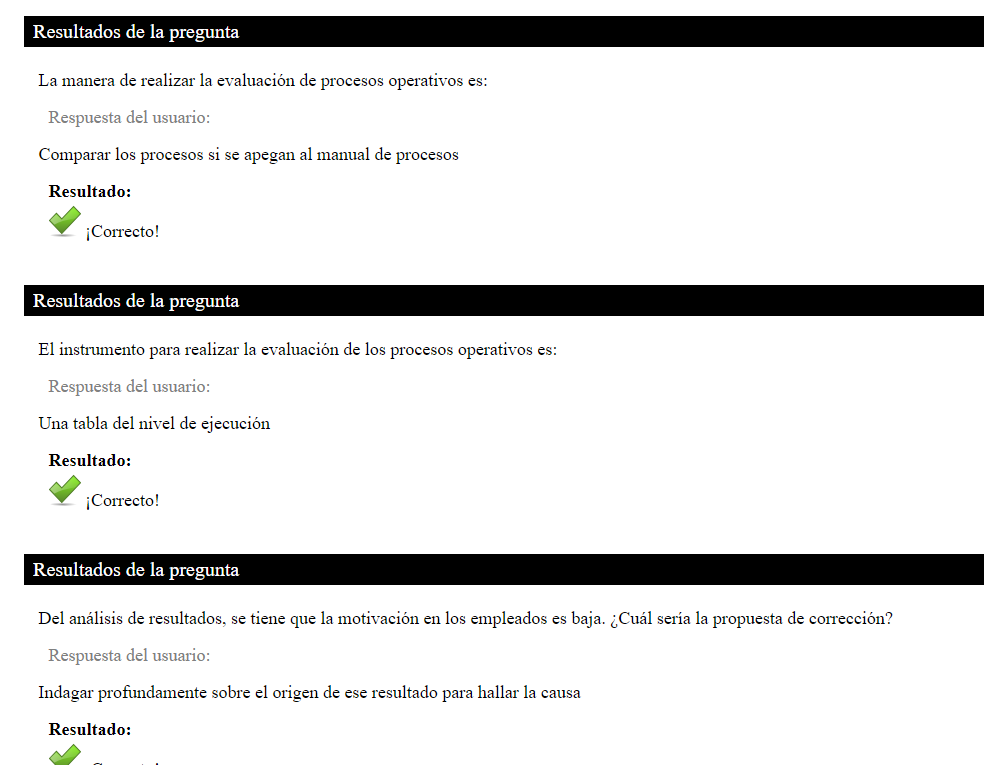 Resultados de la pregunta
La manera de realizar la evaluación de procesos operativos es:
Respuesta del usuario:
Comparar los procesos si se apegan al manual de procesos
Resultado:
¡Correcto!
Resultados de la pregunta
El instrumento para realizar la evaluación de los procesos operativos es:
Respuesta del usuario:
Una tabla del nivel de ejecución
Resultado:
¡Correcto!
Resultados de la pregunta
Del análisis de resultados, se tiene que la motivación en los empleados es baja. ¿Cuál sería la propuesta de corrección?
Respuesta del usuario:
Indagar profundamente sobre el origen de ese resultado para hallar la causa
Resultado: